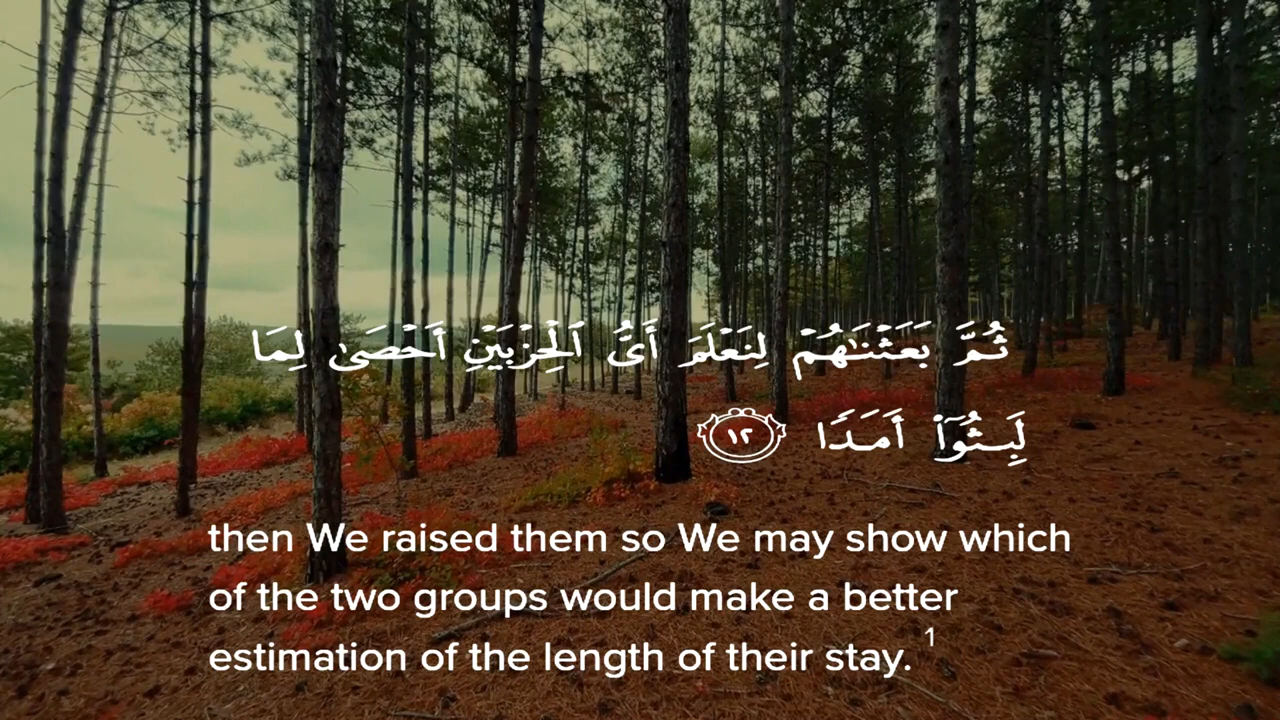 ثُمَّ بَعَثْنَـٰهُمْ لِنَعْلَمَ أَىُّ ٱلْحِزْبَيْنِ أَحْصَىٰ لِمَا
لَبِثُوٓا۟ أَمَدًا ١٢
then We raised them so We may show which
of the two groups would make a better
estimation of the length of their stay. 1